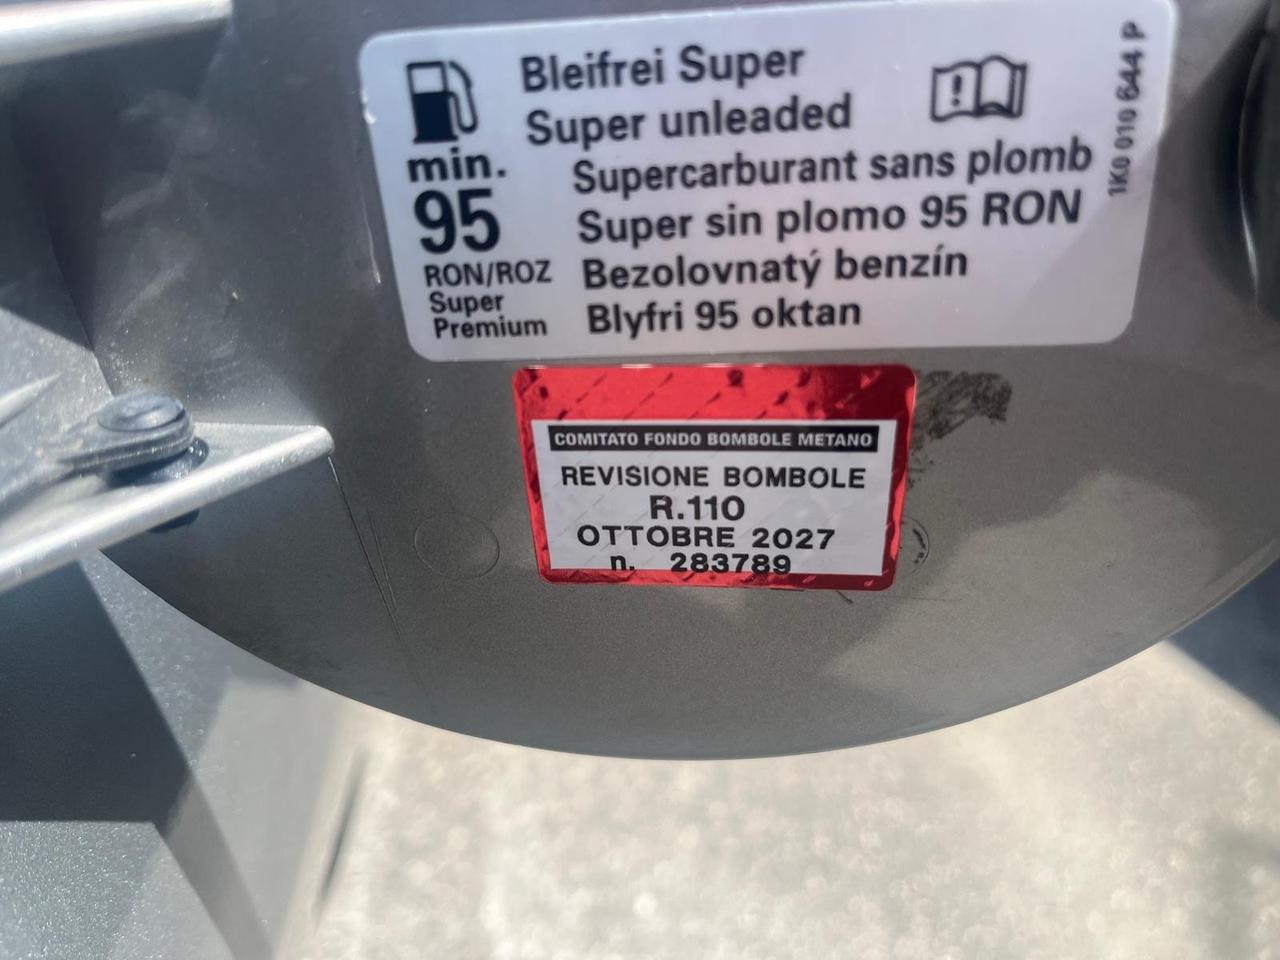 Bleifrei Super
Super unleaded
Supercarburant sans plomb
Super sin plomo 95 RON
Bezolovnatý benzín
Blyfri 95 oktan
min.
95
RON/ROZ
Super
Premium
!
1K0 010 644 P
COMITATO FONDO BOMBOLE METANO
REVISIONE BOMBOLE
R.110
OTTOBRE 2027
n. 283789